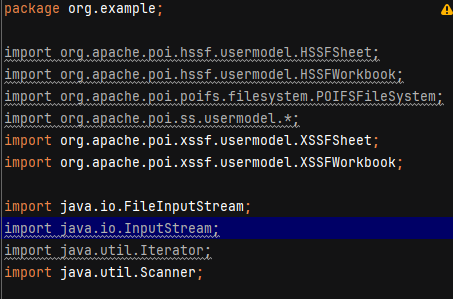 package org.example;
import org.apache.poi.hssf.usermodel.HSSFSheet;
import org.apache.poi.hssf.usermodel.HSSFWorkbook;
import org.apache.poi.poifs.filesystem.POIFSFileSystem;
import org.apache.poi.ss.usermodel.*;
import org.apache.poi.xssf.usermodel.XSSFSheet;
import org.apache.poi.xssf.usermodel.XSSFWorkbook;
import java.io.FileInputStream;
import java.io.InputStream;
import java.util.Iterator;
import java.util.Scanner;